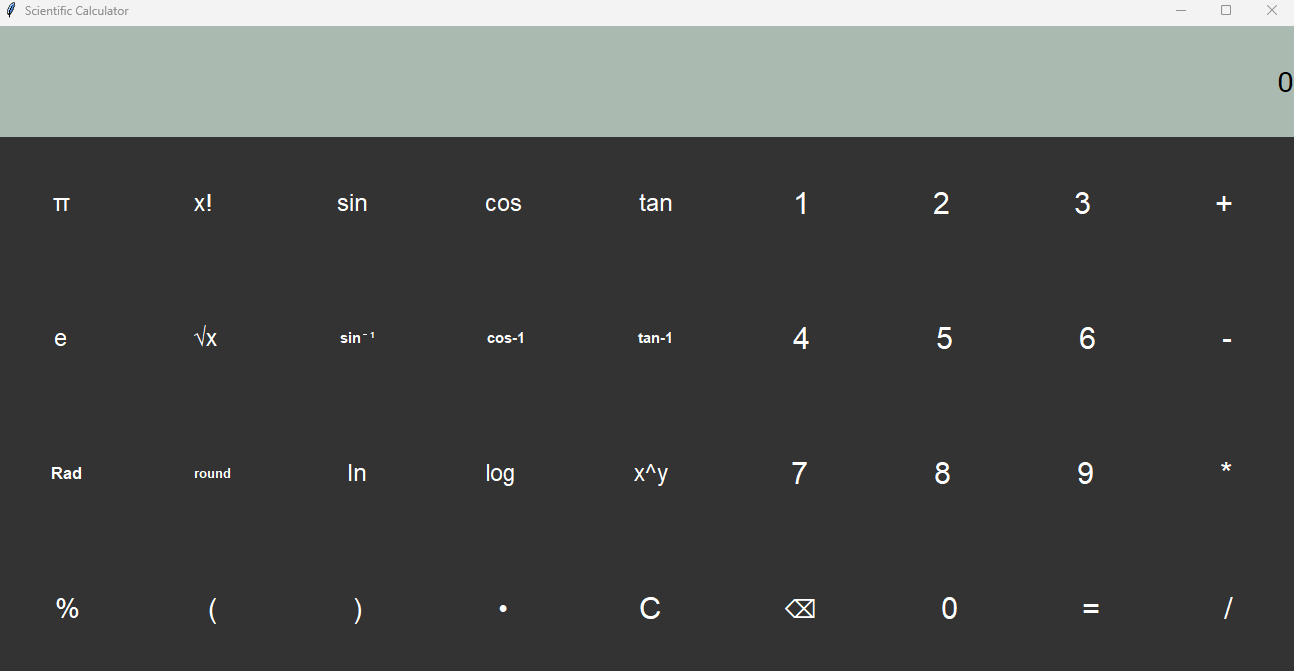 Scientific Calculator
0
π x! sin cos tan 1 2 3 +
e √x sin⁻¹ cos-1 tan-1 4 5 6 -
Rad round ln log x^y 7 8 9 *
% ( ) • C ⌫ 0 = /